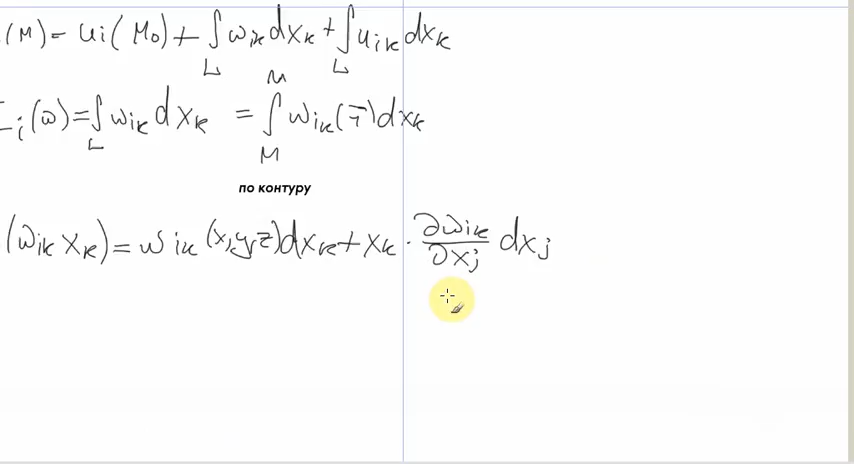 (M) = ui(M0) + ∫ ωik dxk + ∫ uik dxk
L L
M
i(ω) = ∫ ωik dxk = ∫ ωik(r̄) dxk
L M
по контуру
(ωik xk) = ωik (x,y,z) dxk + xk · ∂ωik/∂xj dxj